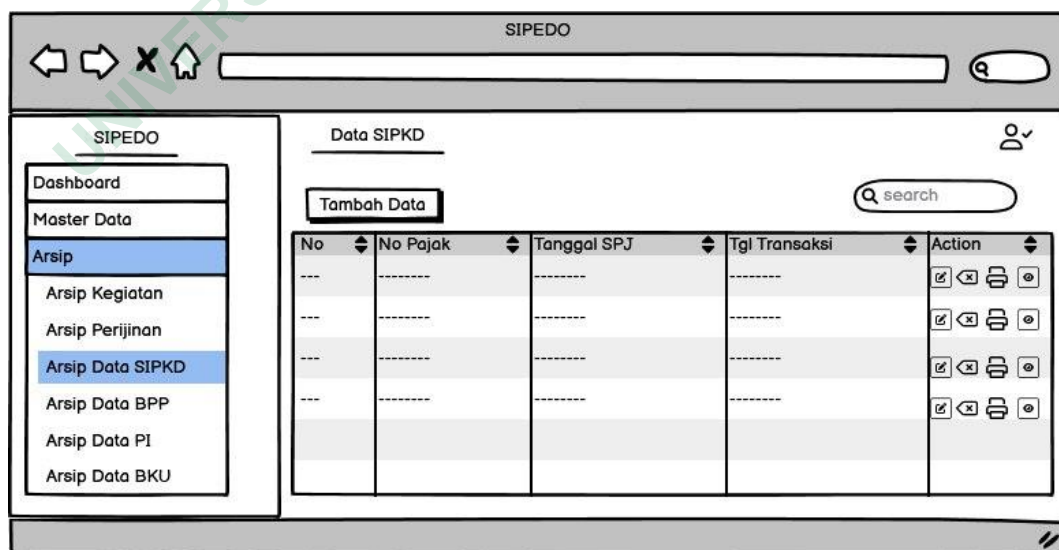 SIPEDO
SIPEDO
Dashboard
Master Data
Arsip
Arsip Kegiatan
Arsip Perijinan
Arsip Data SIPKD
Arsip Data BPP
Arsip Data PI
Arsip Data BKU
Data SIPKD
Tambah Data
search
No No Pajak Tanggal SPJ Tgl Transaksi Action
--- -------- -------- --------
--- -------- -------- --------
--- -------- -------- --------
--- -------- -------- --------